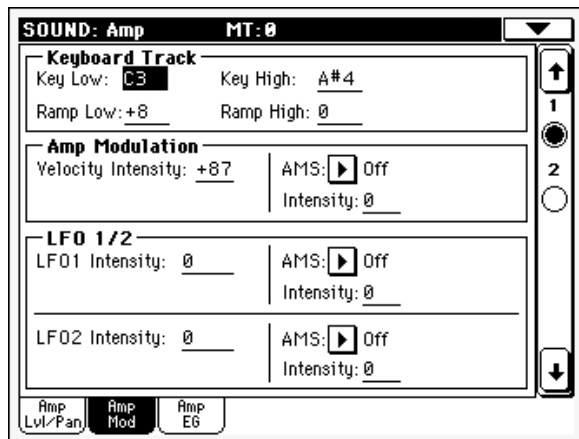 SOUND: Amp MT:0
Keyboard Track
Key Low: C3 Key High: A#4
Ramp Low: +8 Ramp High: 0
1
Amp Modulation
Velocity Intensity: +87 AMS: Off
2
Intensity: 0
LFO 1/2
LFO1 Intensity: 0 AMS: Off
Intensity: 0
LFO2 Intensity: 0 AMS: Off
Intensity: 0
Amp Lvl/Pan Amp Mod Amp EG